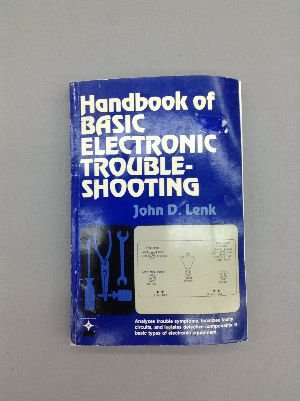 Handbook of
BASIC
ELECTRONIC
TROUBLE-
SHOOTING
John D. Lenk
Analyzes trouble symptoms, localizes faulty
circuits, and isolates defective components in
basic types of electronic equipment